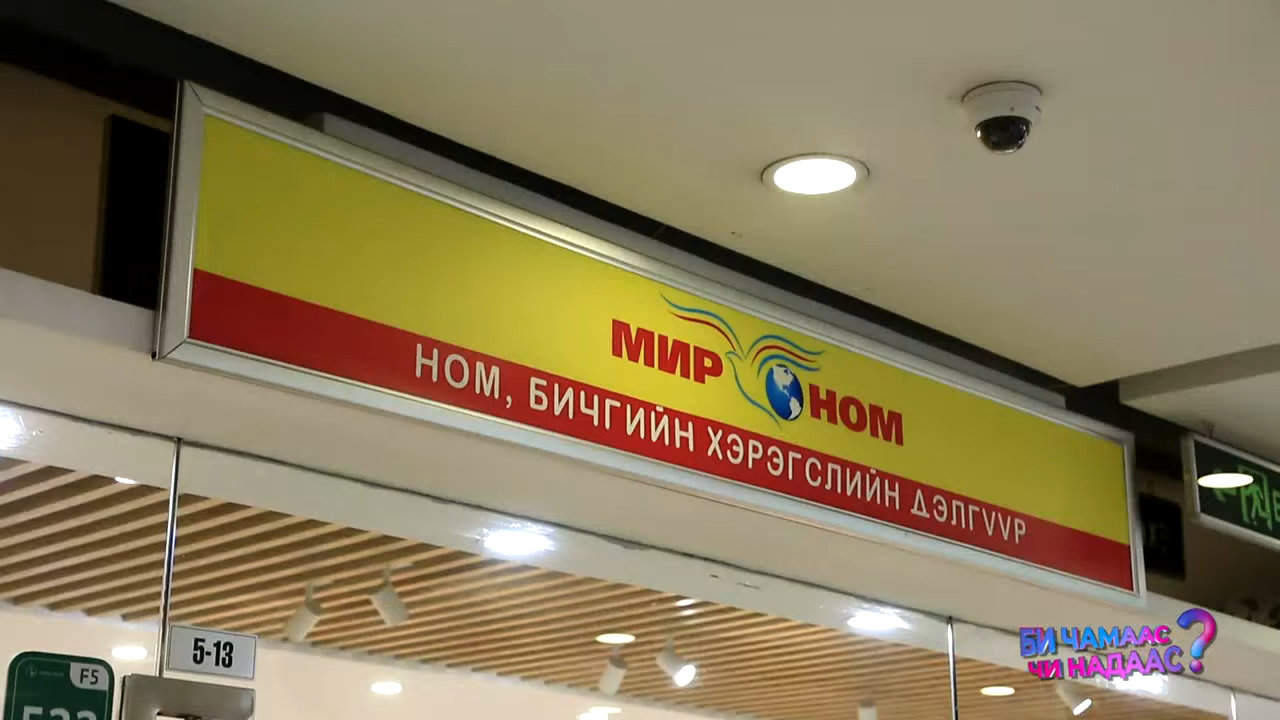 МИР НОМ
НОМ, БИЧГИЙН ХЭРЭГСЛИЙН ДЭЛГҮҮР
5-13
F5
БИ ЧАМААС
ЧИ НАДААС?